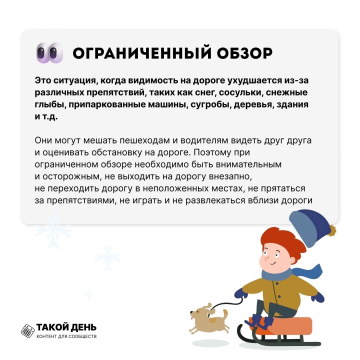 ОГРАНИЧЕННЫЙ ОБЗОР
Это ситуация, когда видимость на дороге ухудшается из-за
различных препятствий, таких как снег, сосульки, снежные
глыбы, припаркованные машины, сугробы, деревья, здания
и т.д.
Они могут мешать пешеходам и водителям видеть друг друга
и оценивать обстановку на дороге. Поэтому при
ограниченном обзоре необходимо быть внимательным
и осторожным, не выходить на дорогу внезапно,
не переходить дорогу в неположенных местах, не прятаться
за препятствиями, не играть и не развлекаться вблизи дороги
ТАКОЙ ДЕНЬ
КОНТЕНТ ДЛЯ СООБЩЕСТВ